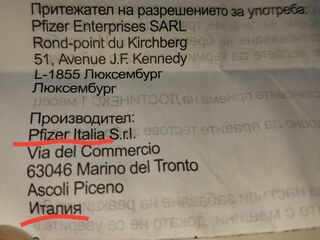 Притежател на разрешението за употреба:
Pfizer Enterprises SARL
Rond-point du Kirchberg
51, Avenue J.F. Kennedy
L-1855 Люксембург
Люксембург
Производител:
Pfizer Italia S.r.l.
Via del Commercio
63046 Marino del Tronto
Ascoli Piceno
Италия